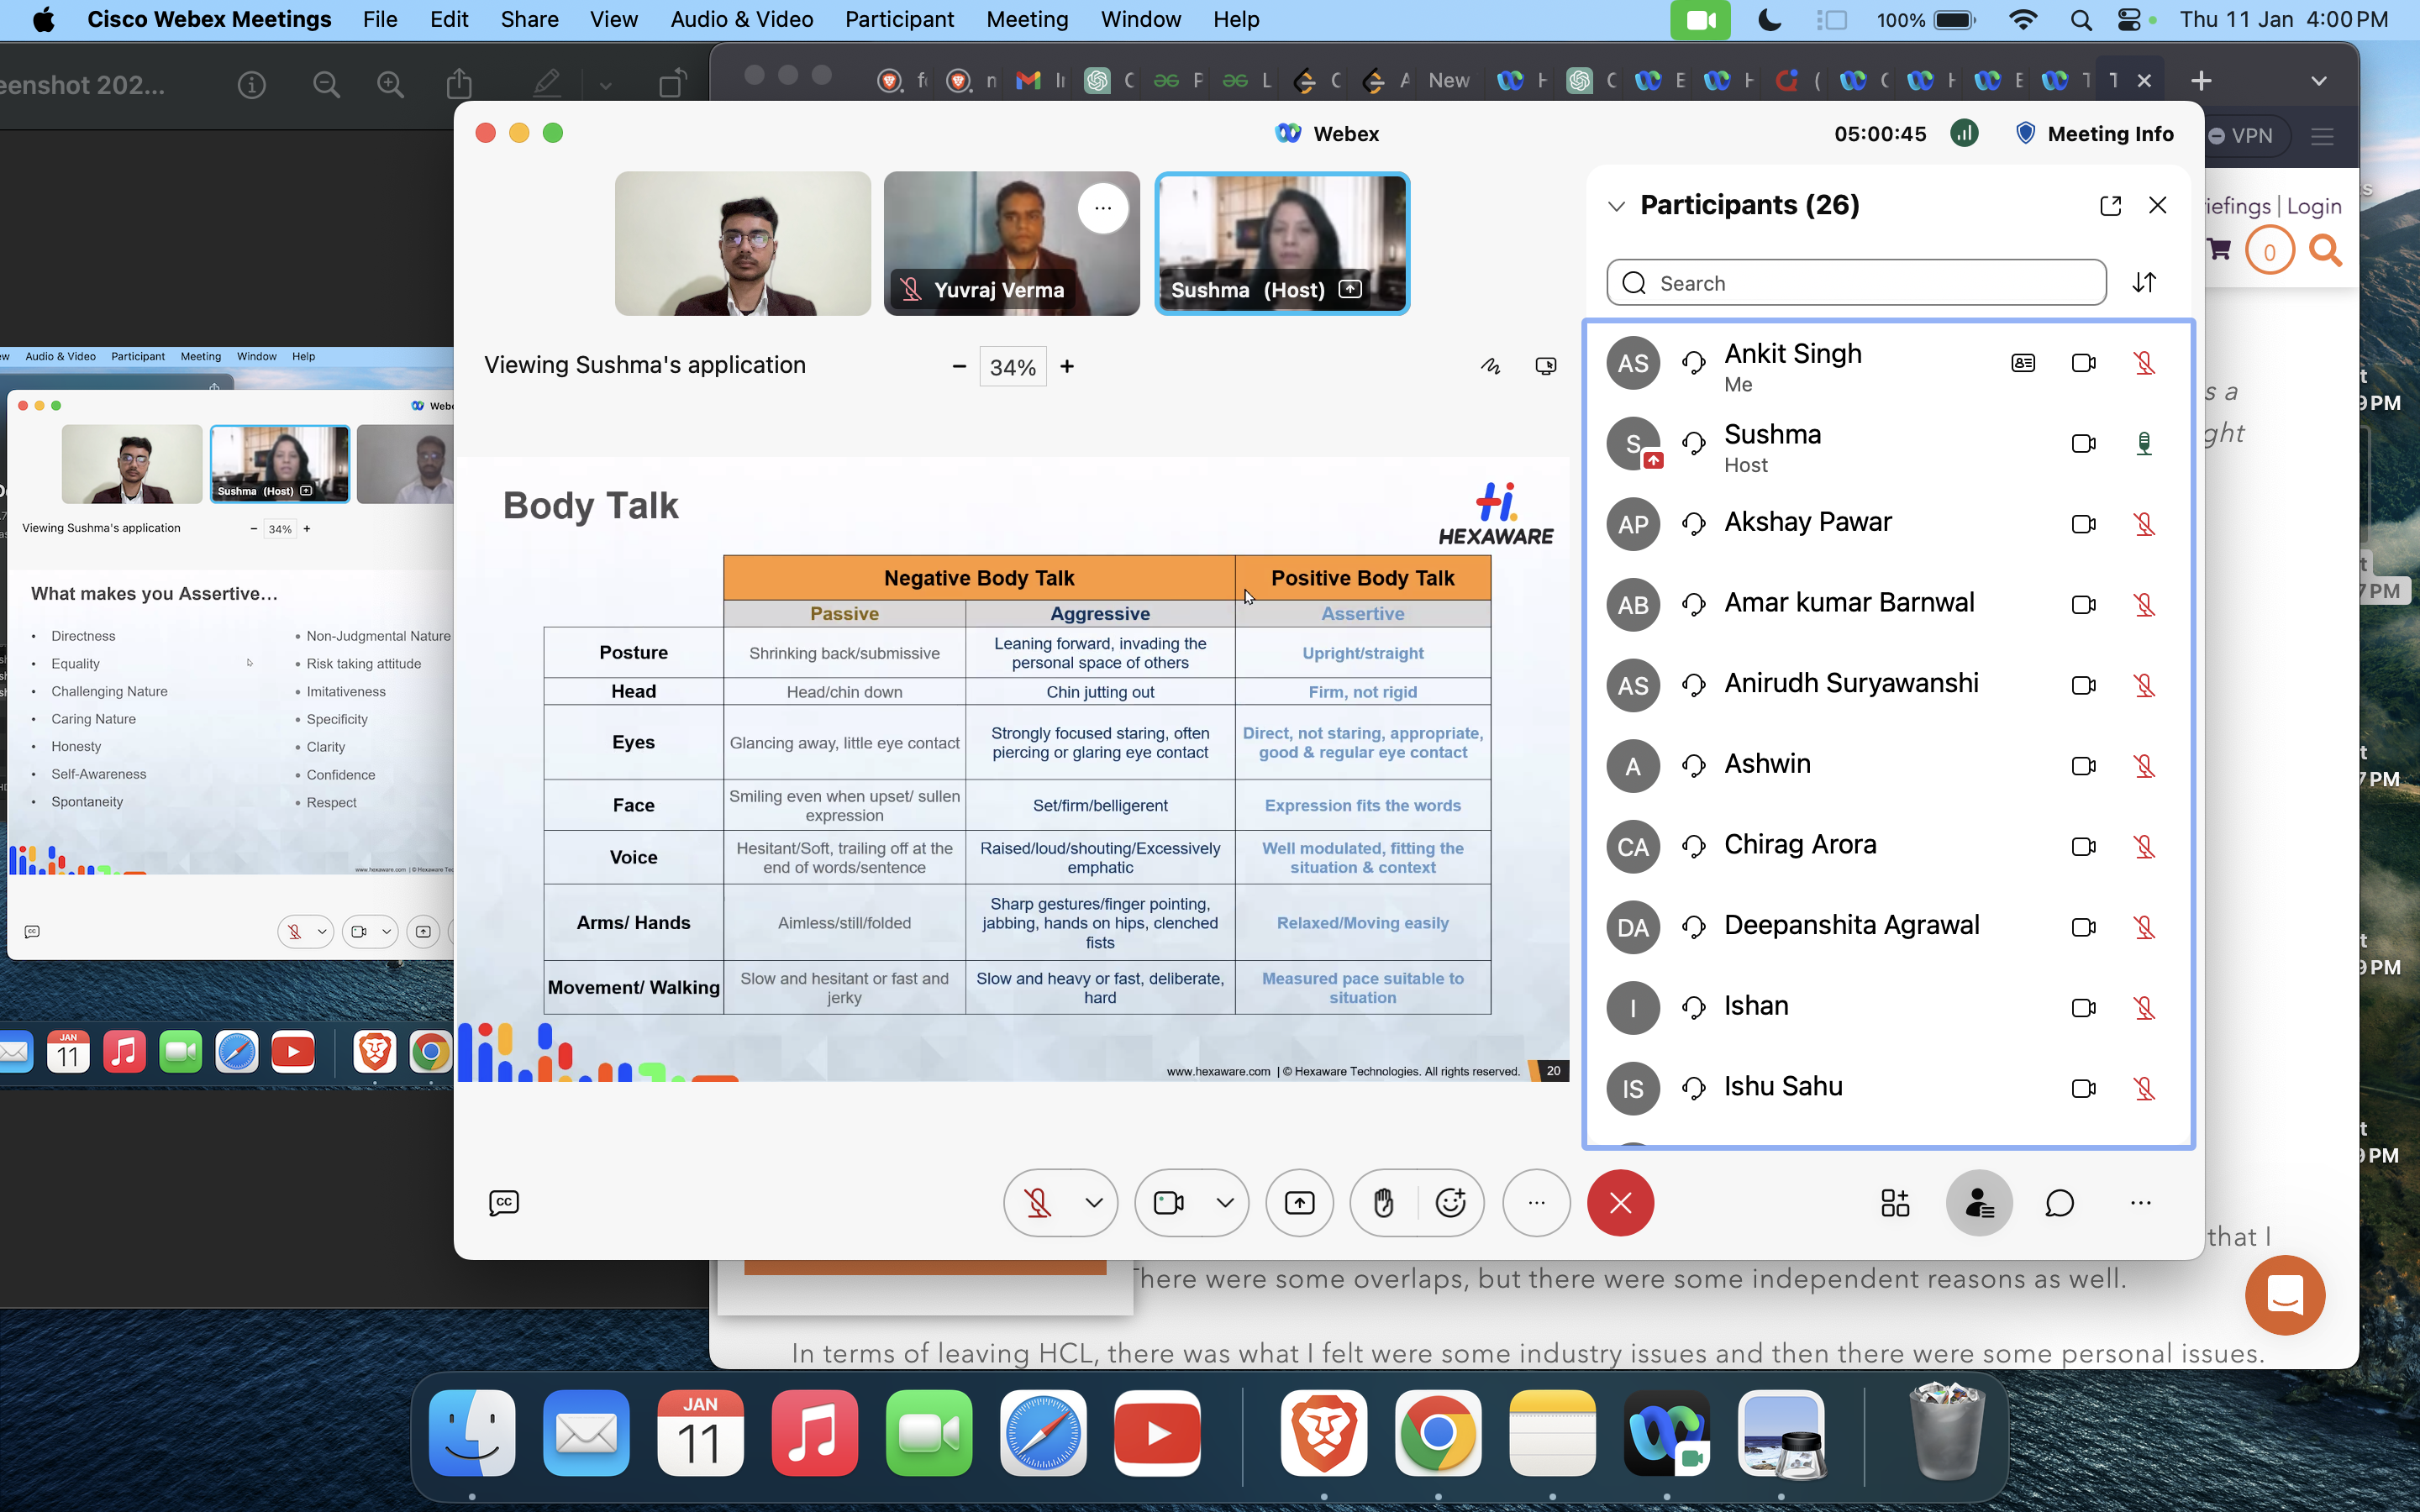 Cisco Webex Meetings File Edit Share View Audio & Video Participant Meeting Window Help 100% Thu 11 Jan 4:00 PM
eenshot 202...
New
VPN
Webex
05:00:45 Meeting Info
Yuvraj Verma
Sushma (Host)
Viewing Sushma's application
34%
Body Talk
HEXAWARE
Negative Body Talk Positive Body Talk
Passive Aggressive Assertive
Posture Shrinking back/submissive Leaning forward, invading the personal space of others Upright/straight
Head Head/chin down Chin jutting out Firm, not rigid
Eyes Glancing away, little eye contact Strongly focused staring, often piercing or glaring eye contact Direct, not staring, appropriate, good & regular eye contact
Face Smiling even when upset/ sullen expression Set/firm/belligerent Expression fits the words
Voice Hesitant/Soft, trailing off at the end of words/sentence Raised/loud/shouting/Excessively emphatic Well modulated, fitting the situation & context
Arms/ Hands Aimless/still/folded Sharp gestures/finger pointing, jabbing, hands on hips, clenched fists Relaxed/Moving easily
Movement/ Walking Slow and hesitant or fast and jerky Slow and heavy or fast, deliberate, hard Measured pace suitable to situation
www.hexaware.com | © Hexaware Technologies. All rights reserved. 20
Participants (26)
Search
AS Ankit Singh
Me
S Sushma
Host
AP Akshay Pawar
AB Amar kumar Barnwal
AS Anirudh Suryawanshi
A Ashwin
CA Chirag Arora
DA Deepanshita Agrawal
I Ishan
IS Ishu Sahu
CC
Audio & Video Participant Meeting Window Help
Sushma (Host)
Viewing Sushma's application
34%
What makes you Assertive...
• Directness
• Equality
• Challenging Nature
• Caring Nature
• Honesty
• Self-Awareness
• Spontaneity
• Non-Judgmental Nature
• Risk taking attitude
• Imitativeness
• Specificity
• Clarity
• Confidence
• Respect
JAN
11
iefings | Login
0
s a
ght
that I
There were some overlaps, but there were some independent reasons as well.
In terms of leaving HCL, there was what I felt were some industry issues and then there were some personal issues.
JAN
11